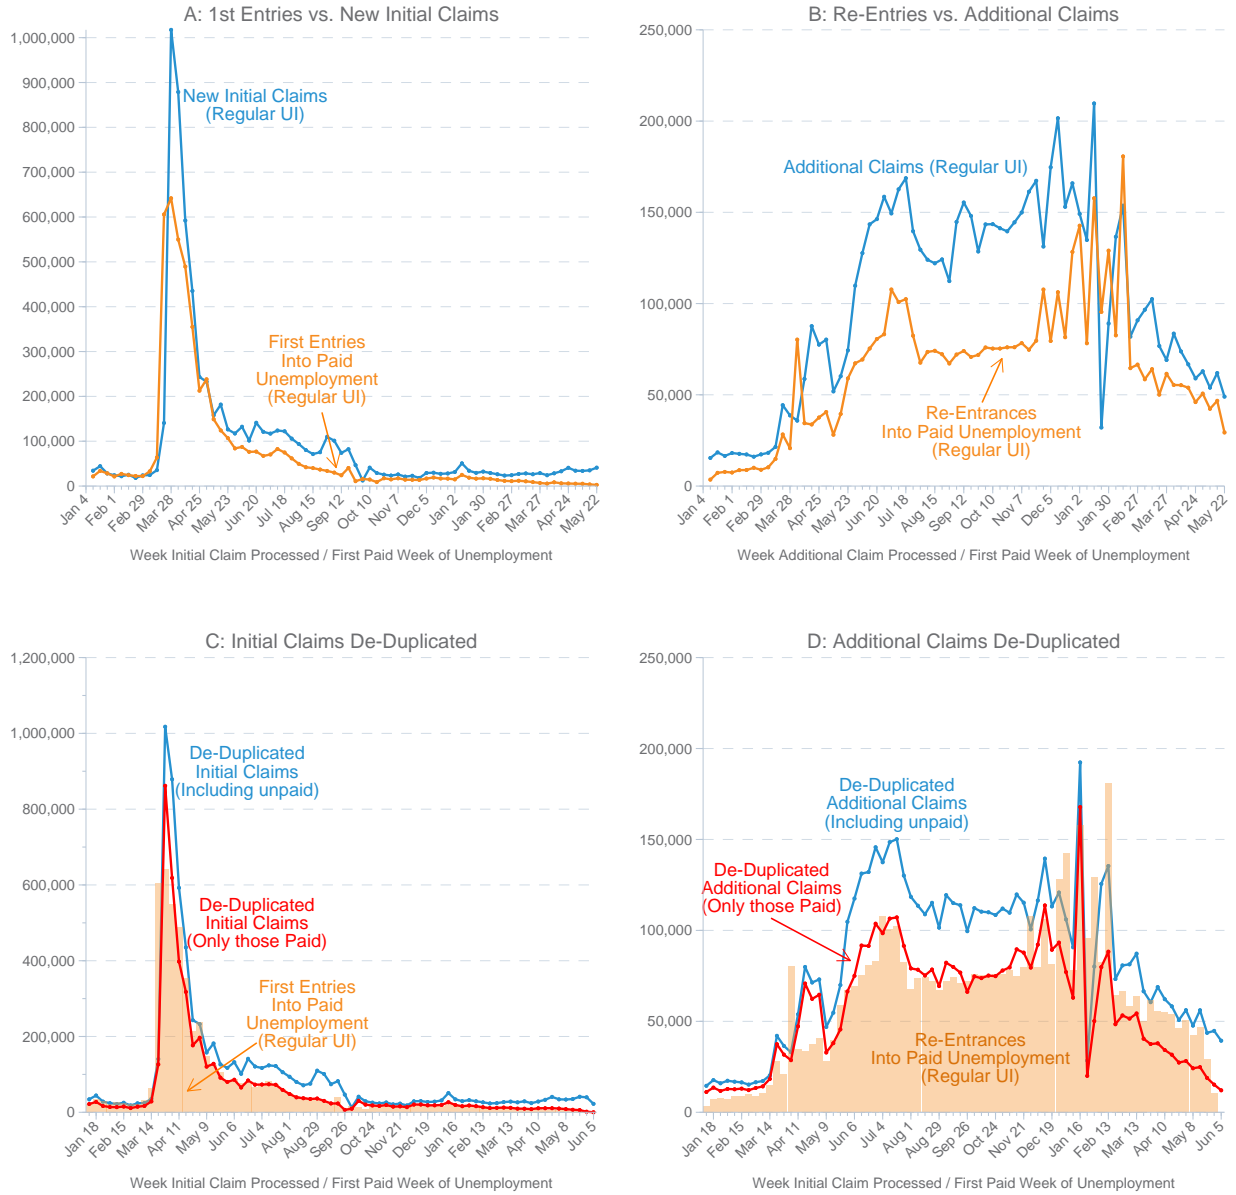 A: 1st Entries vs. New Initial Claims
1,000,000
900,000
800,000
700,000
600,000
500,000
400,000
300,000
200,000
100,000
0
New Initial Claims
(Regular UI)
First Entries
Into Paid
Unemployment
(Regular UI)
Jan 4
Feb 1
Feb 29
Mar 28
Apr 25
May 23
Jun 20
Jul 18
Aug 15
Sep 12
Oct 10
Nov 7
Dec 5
Jan 2
Jan 30
Feb 27
Mar 27
Apr 24
May 22
Week Initial Claim Processed / First Paid Week of Unemployment
B: Re-Entries vs. Additional Claims
250,000
200,000
150,000
100,000
50,000
0
Additional Claims (Regular UI)
Re-Entrances
Into Paid Unemployment
(Regular UI)
Jan 4
Feb 1
Feb 29
Mar 28
Apr 25
May 23
Jun 20
Jul 18
Aug 15
Sep 12
Oct 10
Nov 7
Dec 5
Jan 2
Jan 30
Feb 27
Mar 27
Apr 24
May 22
Week Additional Claim Processed / First Paid Week of Unemployment
C: Initial Claims De-Duplicated
1,200,000
1,000,000
800,000
600,000
400,000
200,000
0
De-Duplicated
Initial Claims
(Including unpaid)
De-Duplicated
Initial Claims
(Only those Paid)
First Entries
Into Paid
Unemployment
(Regular UI)
Jan 18
Feb 15
Mar 14
Apr 11
May 9
Jun 6
Jul 4
Aug 1
Aug 29
Sep 26
Oct 24
Nov 21
Dec 19
Jan 16
Feb 13
Mar 13
Apr 10
May 8
Jun 5
Week Initial Claim Processed / First Paid Week of Unemployment
D: Additional Claims De-Duplicated
250,000
200,000
150,000
100,000
50,000
0
De-Duplicated
Additional Claims
(Including unpaid)
De-Duplicated
Additional Claims
(Only those Paid)
Re-Entrances
Into Paid Unemployment
(Regular UI)
Jan 18
Feb 15
Mar 14
Apr 11
May 9
Jun 6
Jul 4
Aug 1
Aug 29
Sep 26
Oct 24
Nov 21
Dec 19
Jan 16
Feb 13
Mar 13
Apr 10
May 8
Jun 5
Week Initial Claim Processed / First Paid Week of Unemployment